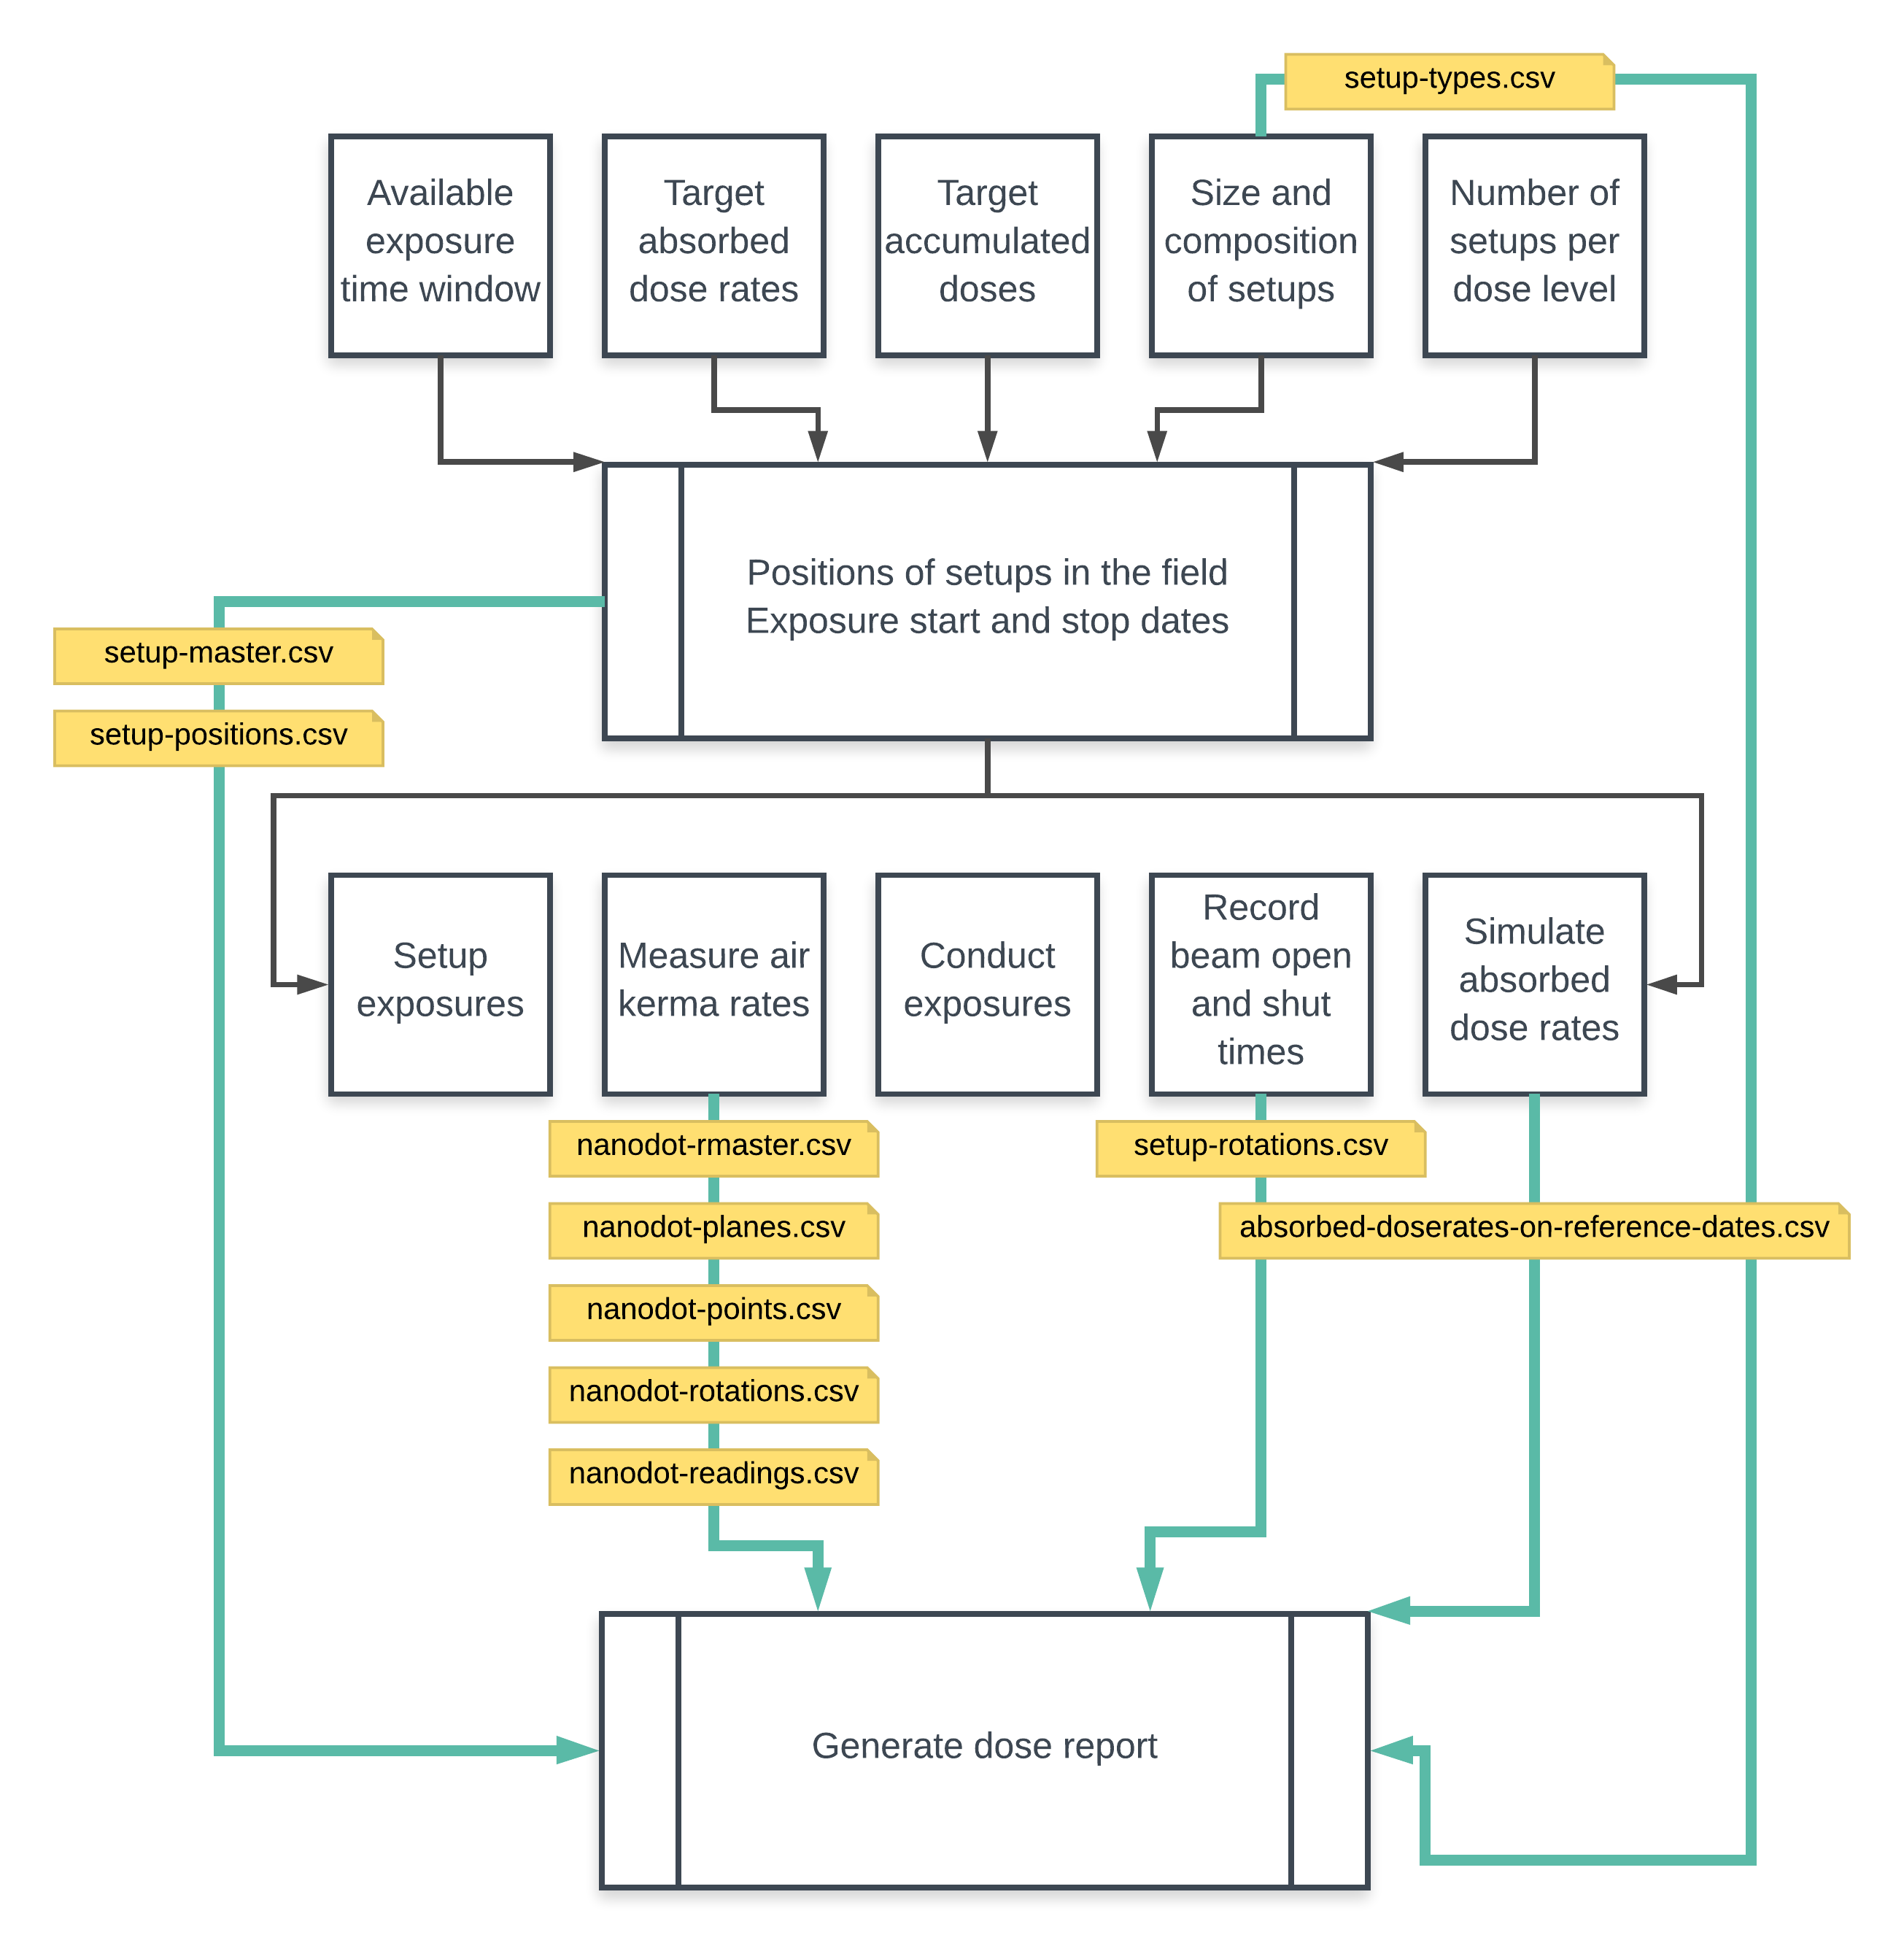 setup-types.csv
Available
exposure
time window
Target
absorbed
dose rates
Target
accumulated
doses
Size and
composition
of setups
Number of
setups per
dose level
Positions of setups in the field
Exposure start and stop dates
setup-master.csv
setup-positions.csv
Setup
exposures
Measure air
kerma rates
Conduct
exposures
Record
beam open
and shut
times
Simulate
absorbed
dose rates
nanodot-rmaster.csv
nanodot-planes.csv
nanodot-points.csv
nanodot-rotations.csv
nanodot-readings.csv
setup-rotations.csv
absorbed-doserates-on-reference-dates.csv
Generate dose report